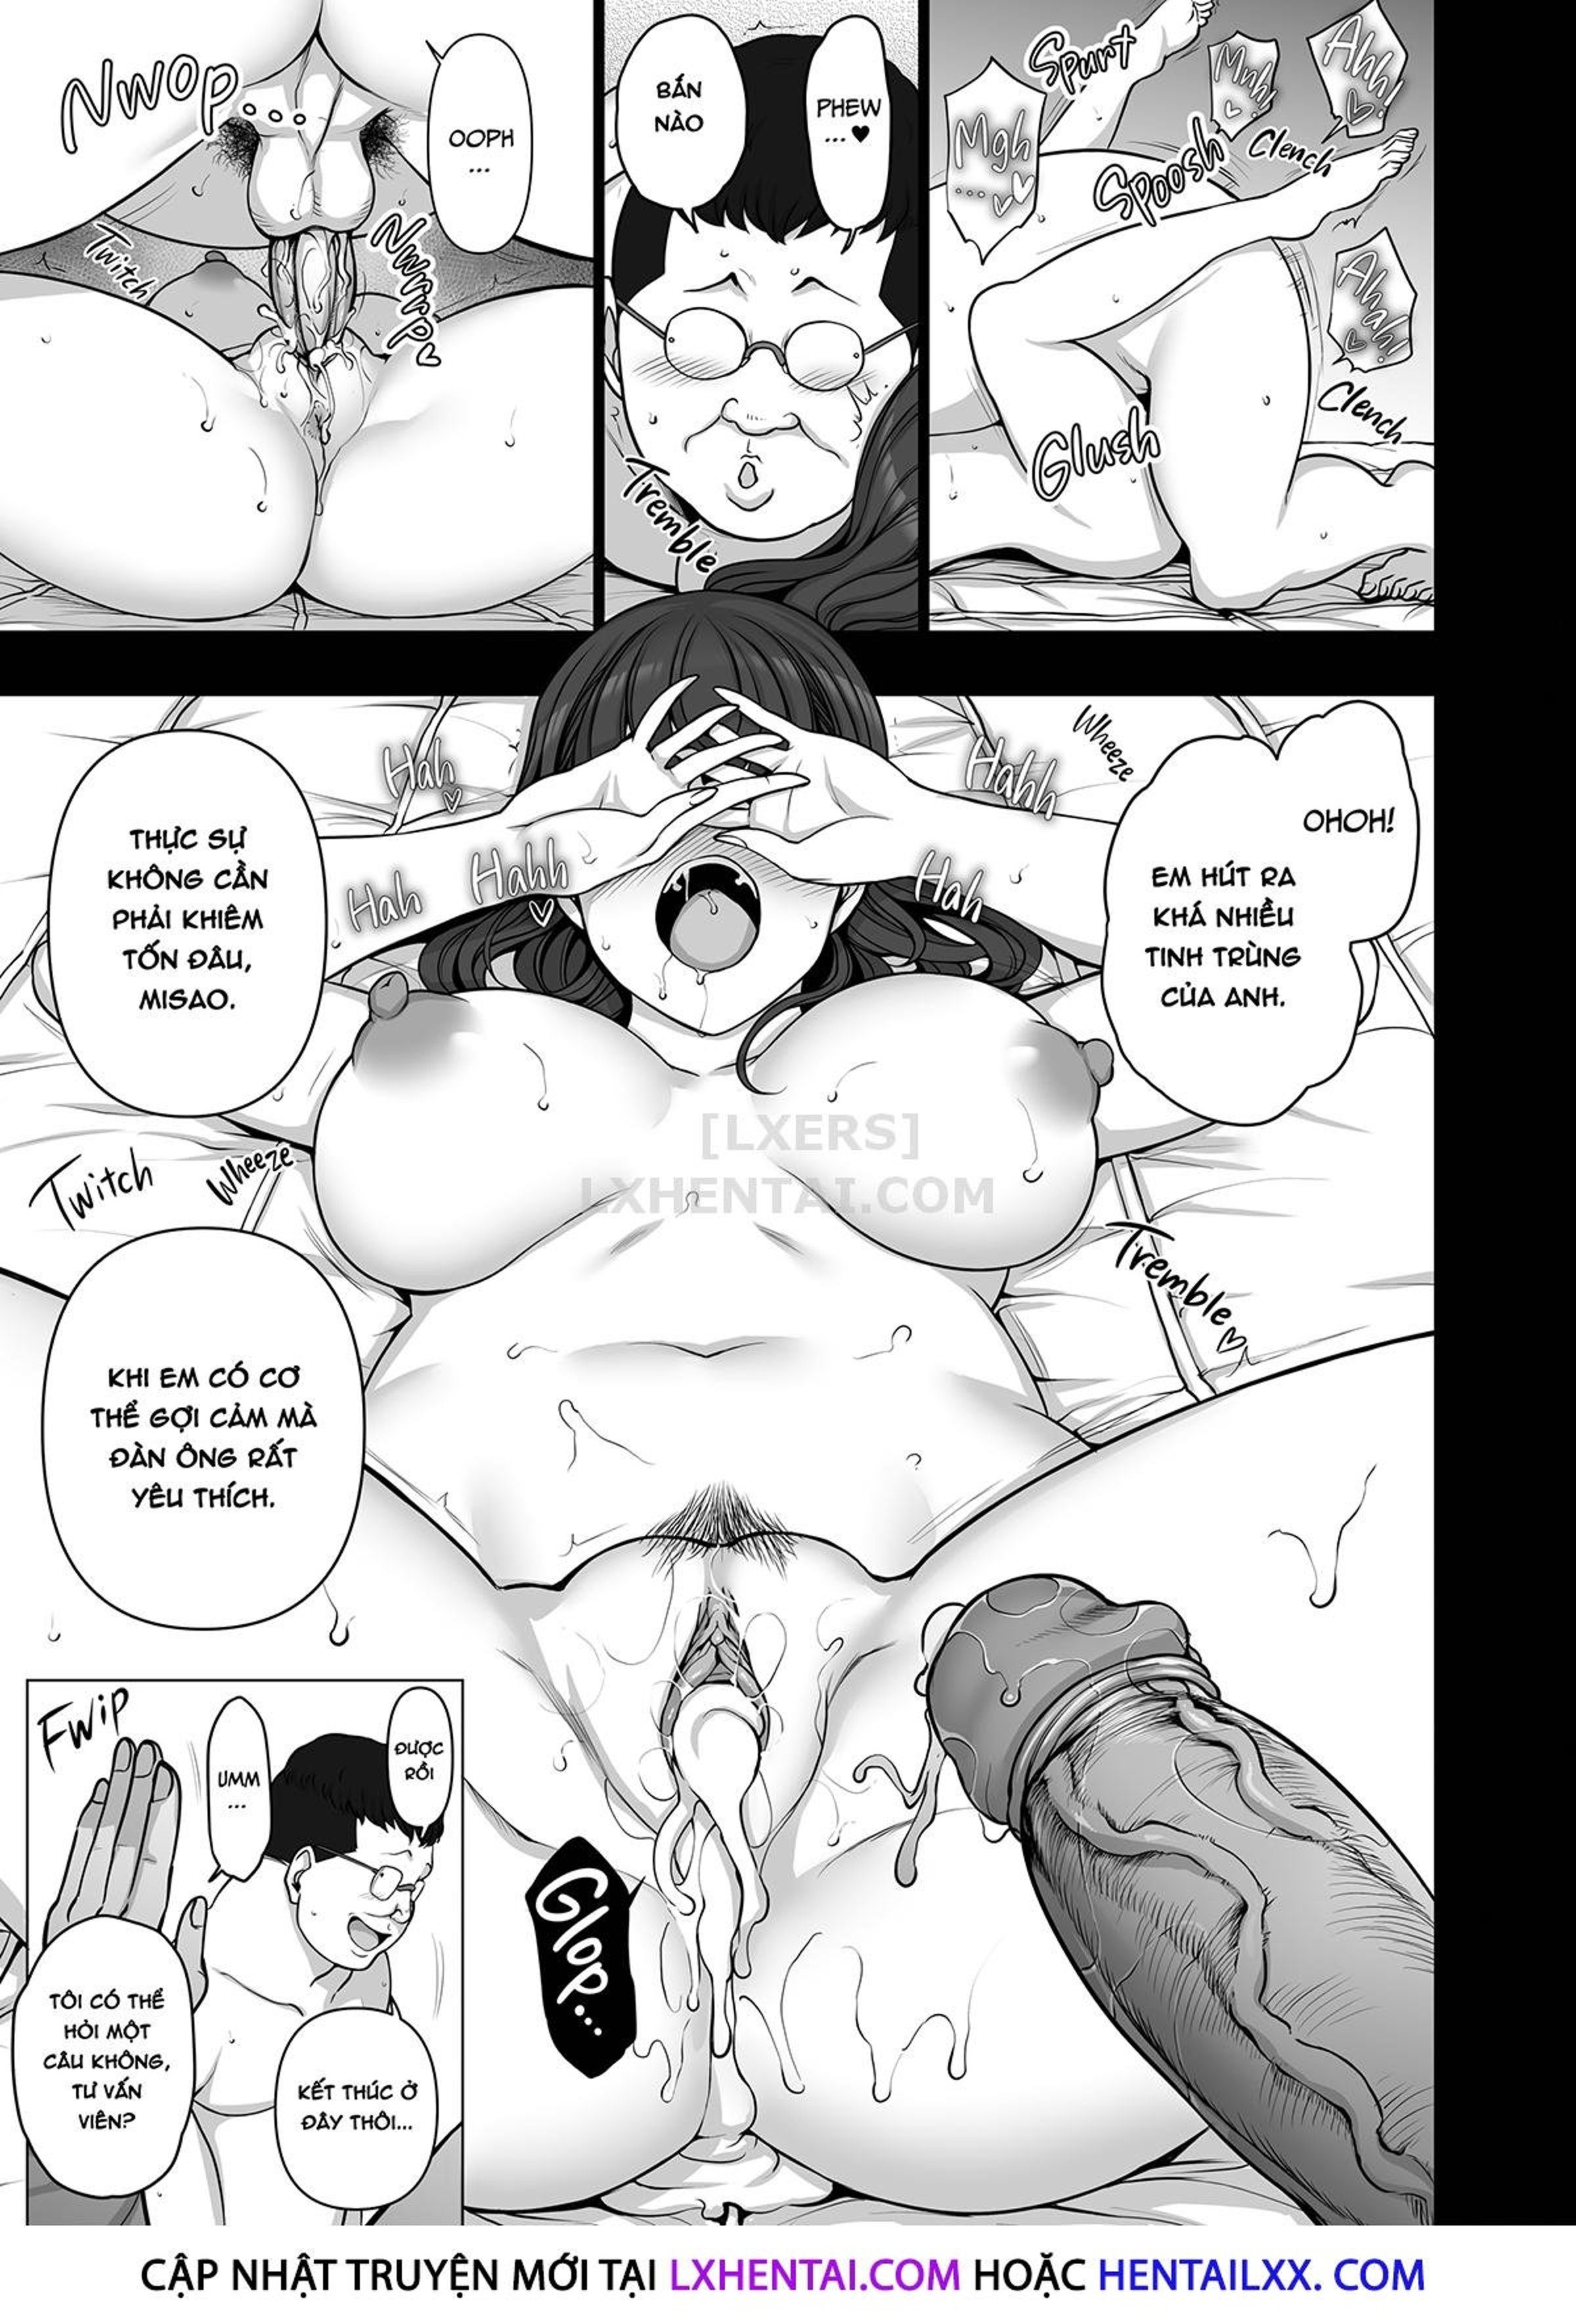 Spurt
Mnh!
Ahh!
Mgh
...
Spoosh
Clench
Ahah!
Clench
Glush
PHEW
...♥
BẮN
NÀO
Tremble
OOPH
...
Nwop...
Twitch
Nwrrp
Wheeze
OHOH!
EM HÚT RA
KHÁ NHIỀU
TINH TRÙNG
CỦA ANH.
Hahh
Hah
Hah
Hahh
Hah
THỰC SỰ
KHÔNG CẦN
PHẢI KHIÊM
TỐN ĐÂU,
MISAO.
[LXERS]
LXHENTAI.COM
Twitch
Wheeze
Tremble
KHI EM CÓ CƠ
THỂ GỢI CẢM MÀ
ĐÀN ÔNG RẤT
YÊU THÍCH.
Glop...
ĐƯỢC
RỒI
UMM
...
Fwip
KẾT THÚC Ở
ĐÂY THÔI...
TÔI CÓ THỂ
HỎI MỘT
CÂU KHÔNG,
TƯ VẤN
VIÊN?
CẬP NHẬT TRUYỆN MỚI TẠI LXHENTAI.COM HOẶC HENTAILXX. COM